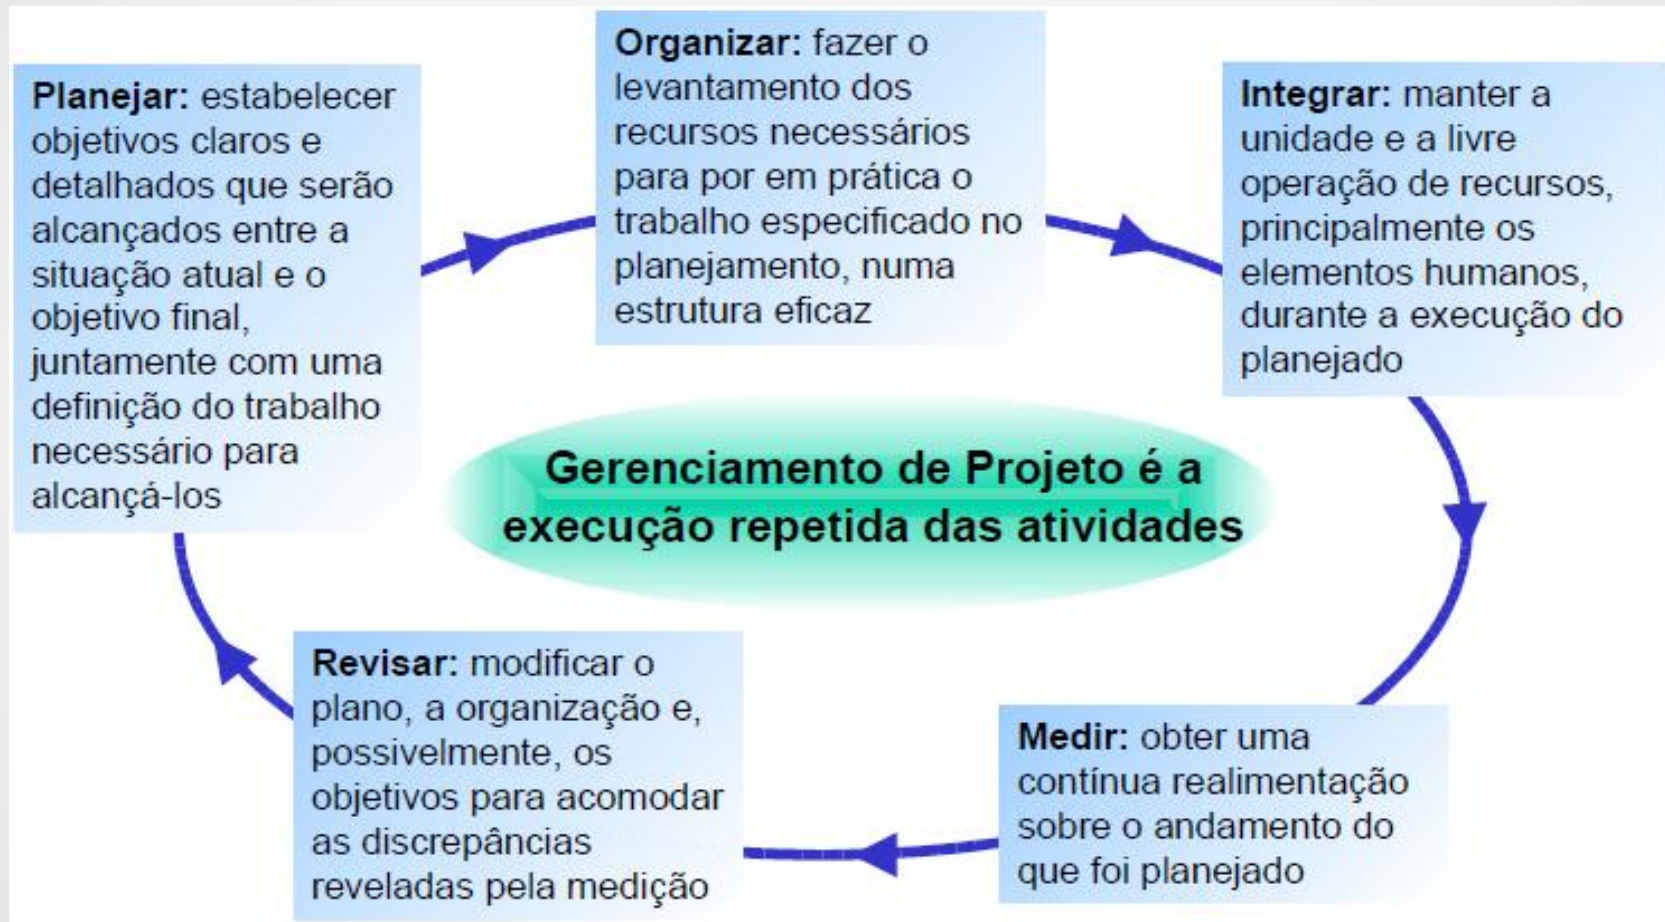 Planejar: estabelecer
objetivos claros e
detalhados que serão
alcançados entre a
situação atual e o
objetivo final,
juntamente com uma
definição do trabalho
necessário para
alcançá-los
Organizar: fazer o
levantamento dos
recursos necessários
para por em prática o
trabalho especificado no
planejamento, numa
estrutura eficaz
Integrar: manter a
unidade e a livre
operação de recursos,
principalmente os
elementos humanos,
durante a execução do
planejado
Gerenciamento de Projeto é a
execução repetida das atividades
Medir: obter uma
contínua realimentação
sobre o andamento do
que foi planejado
Revisar: modificar o
plano, a organização e,
possivelmente, os
objetivos para acomodar
as discrepâncias
reveladas pela medição